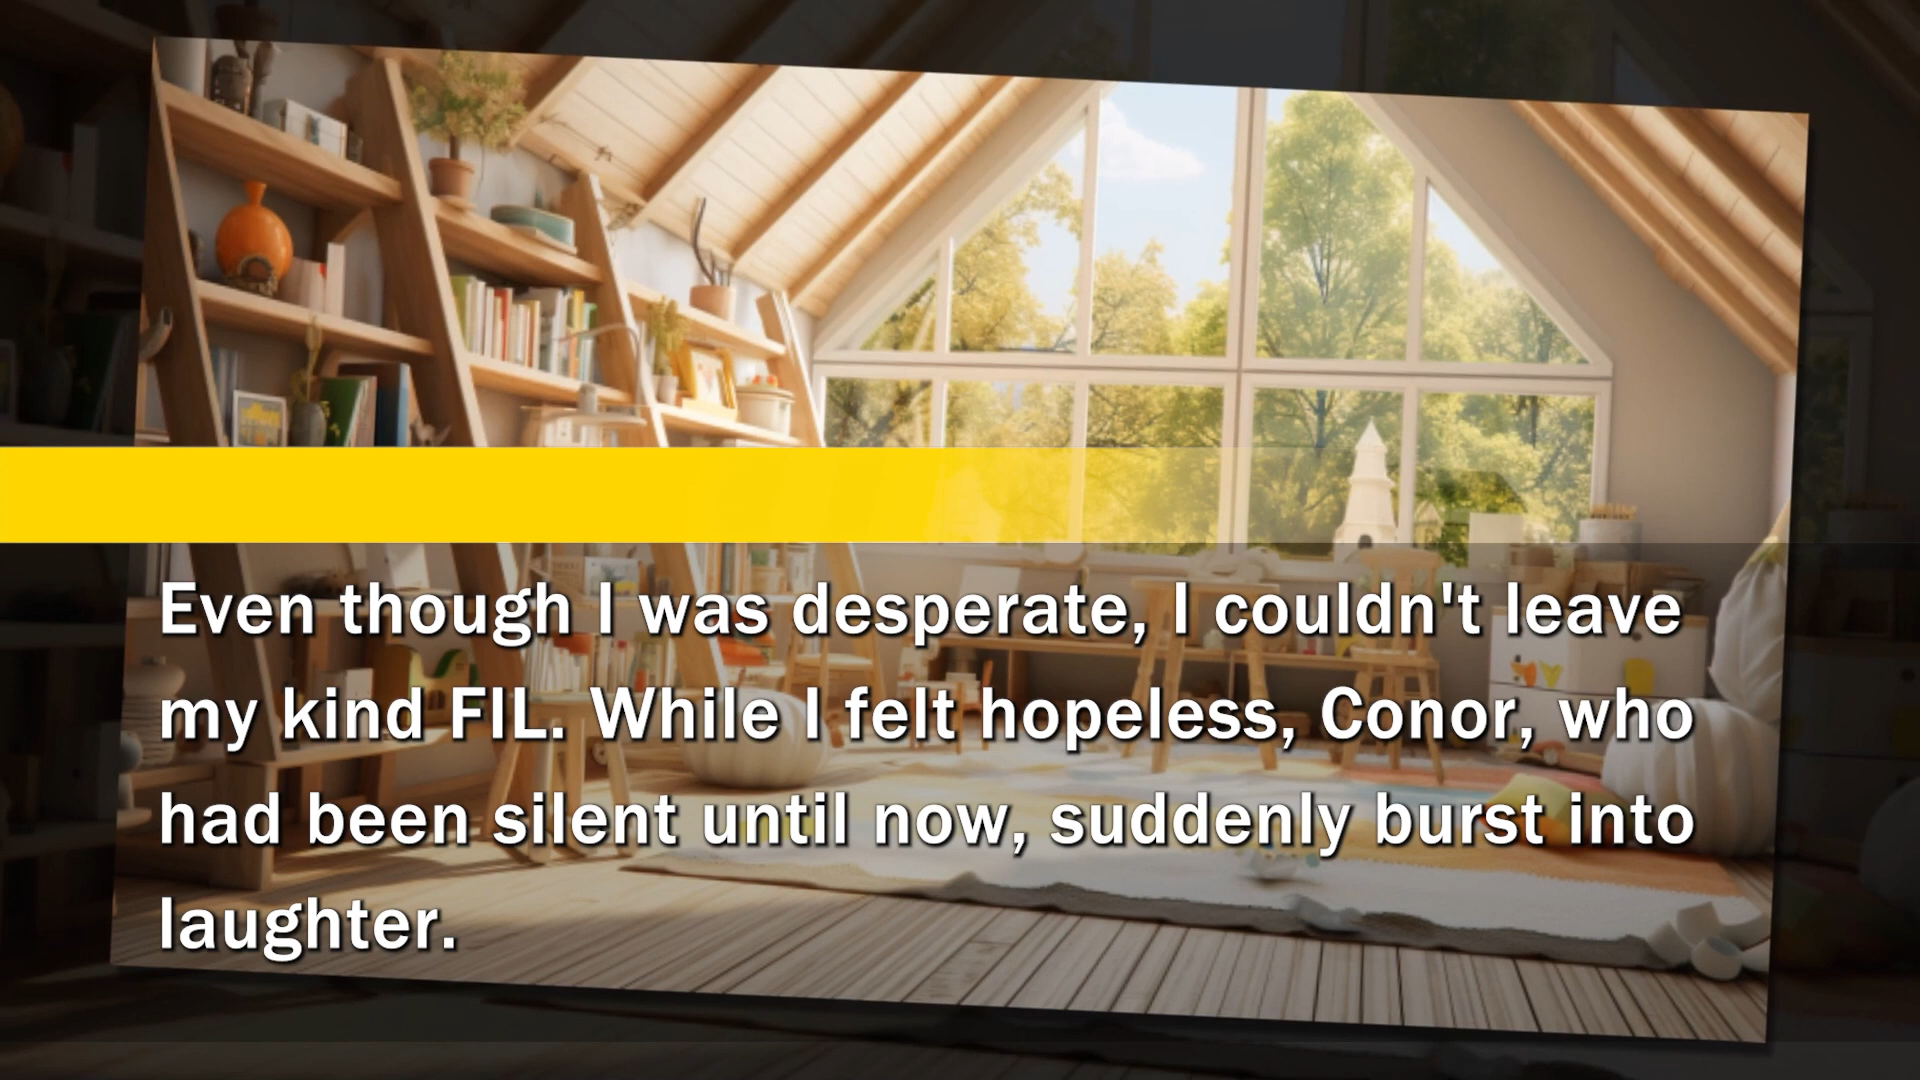 Even though I was desperate, I couldn't leave
my kind FIL. While I felt hopeless, Conor, who
had been silent until now, suddenly burst into
laughter.